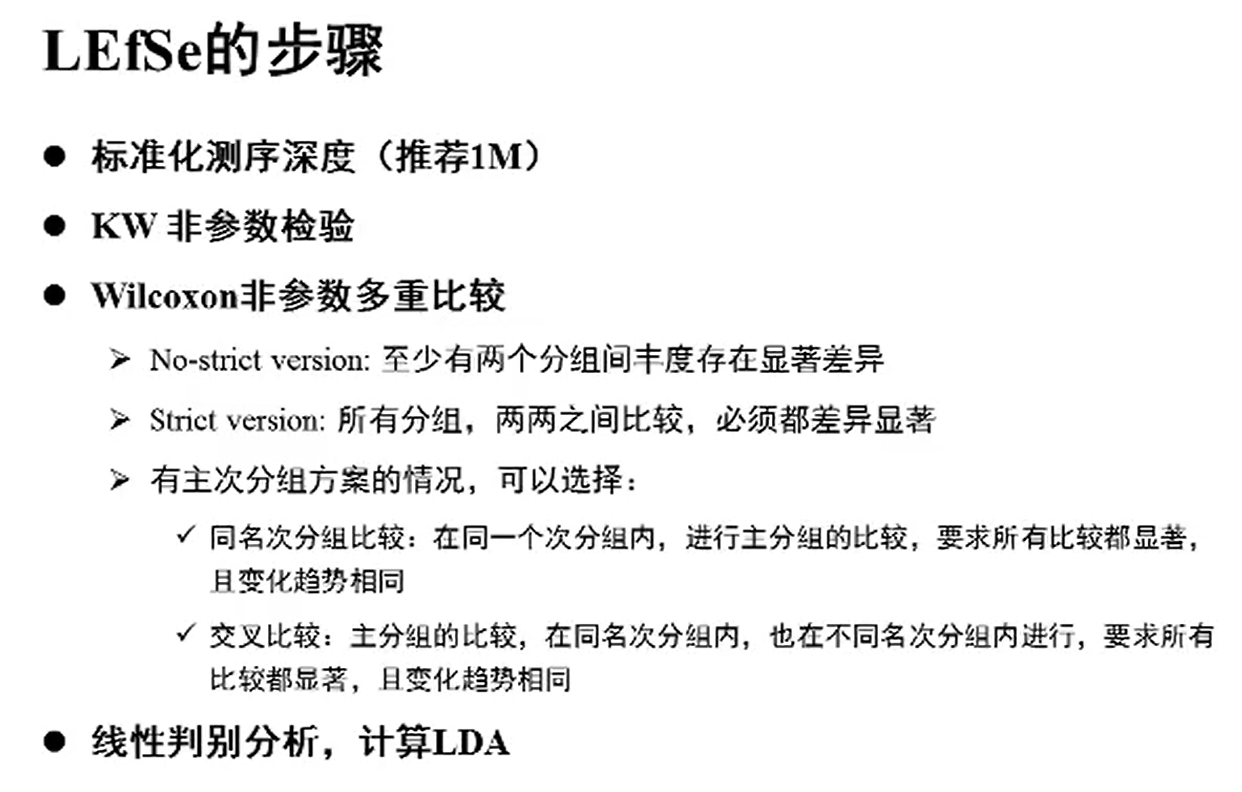 LEfSe的步骤
● 标准化测序深度（推荐1M）
● KW 非参数检验
● Wilcoxon非参数多重比较
➢ No-strict version: 至少有两个分组间丰度存在显著差异
➢ Strict version: 所有分组，两两之间比较，必须都差异显著
➢ 有主次分组方案的情况，可以选择：
✓ 同名次分组比较：在同一个次分组内，进行主分组的比较，要求所有比较都显著，
且变化趋势相同
✓ 交叉比较：主分组的比较，在同名次分组内，也在不同名次分组内进行，要求所有
比较都显著，且变化趋势相同
● 线性判别分析，计算LDA